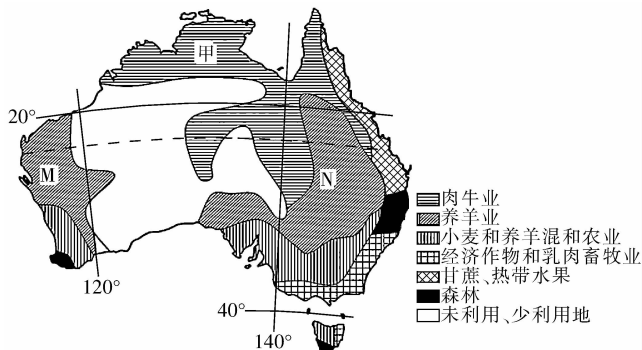 甲
20°
M
N
120°
40°
140°
肉牛业
养羊业
小麦和养羊混和农业
经济作物和乳肉畜牧业
甘蔗、热带水果
森林
未利用、少利用地